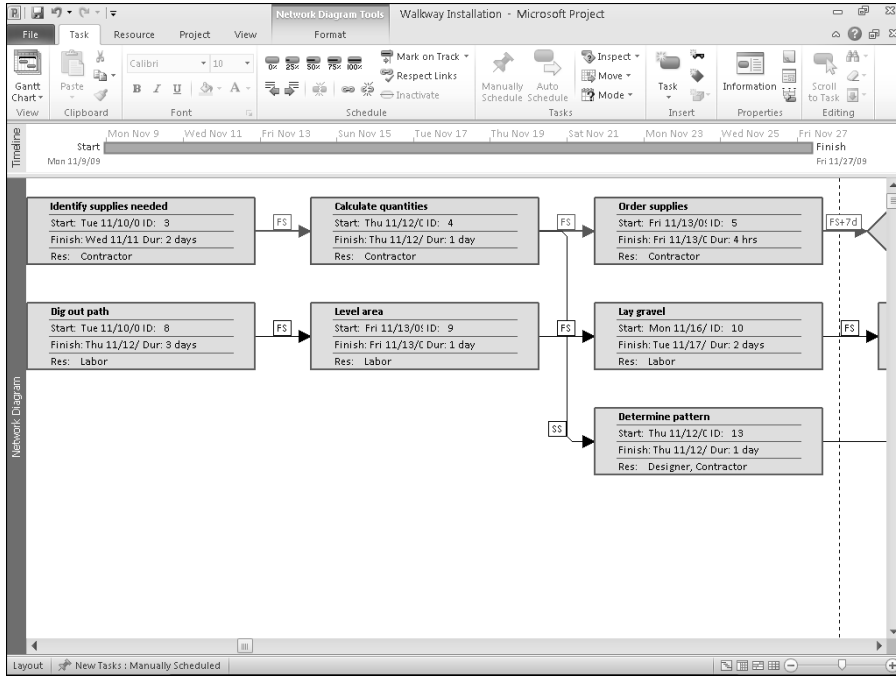 Network Diagram Tools
Walkway Installation - Microsoft Project
File Task Resource Project View Format
Gantt Chart
View
Paste
Clipboard
Calibri 10
B I U A
Font
0% 25% 50% 75% 100%
Mark on Track
Respect Links
Inactivate
Schedule
Manually Schedule
Auto Schedule
Inspect
Move
Mode
Tasks
Task
Insert
Information
Properties
Scroll to Task
Editing
Timeline
Mon Nov 9 Wed Nov 11 Fri Nov 13 Sun Nov 15 Tue Nov 17 Thu Nov 19 Sat Nov 21 Mon Nov 23 Wed Nov 25 Fri Nov 27
Start
Mon 11/9/09
Finish
Fri 11/27/09
Network Diagram
Identify supplies needed
Start: Tue 11/10/0 ID: 3
Finish: Wed 11/11 Dur: 2 days
Res: Contractor
FS
Calculate quantities
Start: Thu 11/12/0 ID: 4
Finish: Thu 11/12/ Dur: 1 day
Res: Contractor
FS
Order supplies
Start: Fri 11/13/09 ID: 5
Finish: Fri 11/13/0 Dur: 4 hrs
Res: Contractor
FS+7d
Dig out path
Start: Tue 11/10/0 ID: 8
Finish: Thu 11/12/ Dur: 3 days
Res: Labor
FS
Level area
Start: Fri 11/13/09 ID: 9
Finish: Fri 11/13/0 Dur: 1 day
Res: Labor
FS
Lay gravel
Start: Mon 11/16/ ID: 10
Finish: Tue 11/17/ Dur: 2 days
Res: Labor
FS
SS
Determine pattern
Start: Thu 11/12/0 ID: 13
Finish: Thu 11/12/ Dur: 1 day
Res: Designer, Contractor
Layout
New Tasks : Manually Scheduled